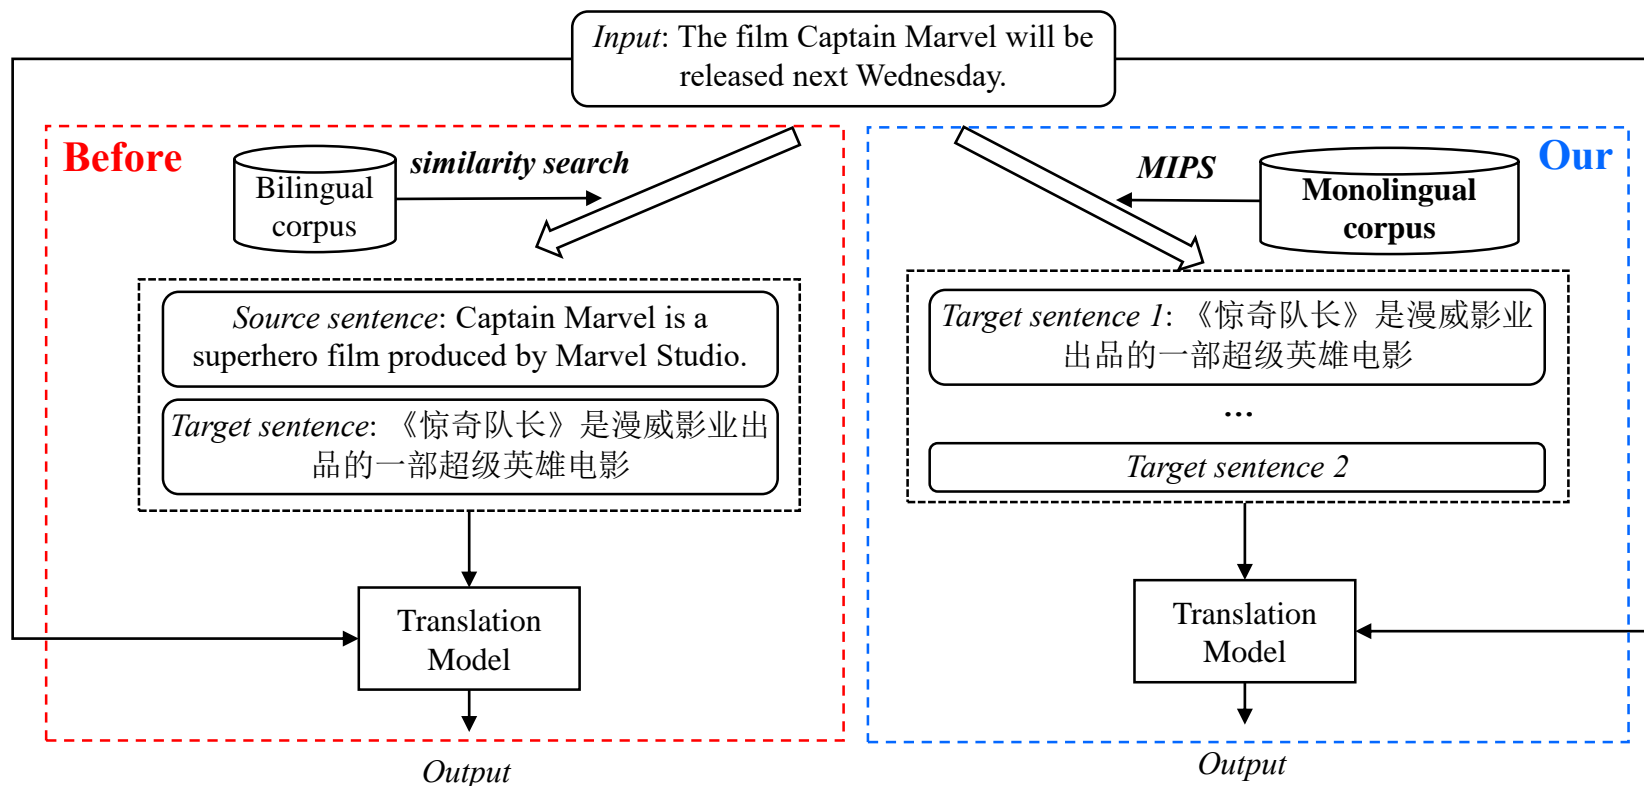 Input: The film Captain Marvel will be
released next Wednesday.
Before
Bilingual
corpus
similarity search
Source sentence: Captain Marvel is a
superhero film produced by Marvel Studio.
Target sentence: 《惊奇队长》是漫威影业出
品的一部超级英雄电影
Translation
Model
Output
Our
MIPS
Monolingual
corpus
Target sentence 1: 《惊奇队长》是漫威影业
出品的一部超级英雄电影
...
Target sentence 2
Translation
Model
Output